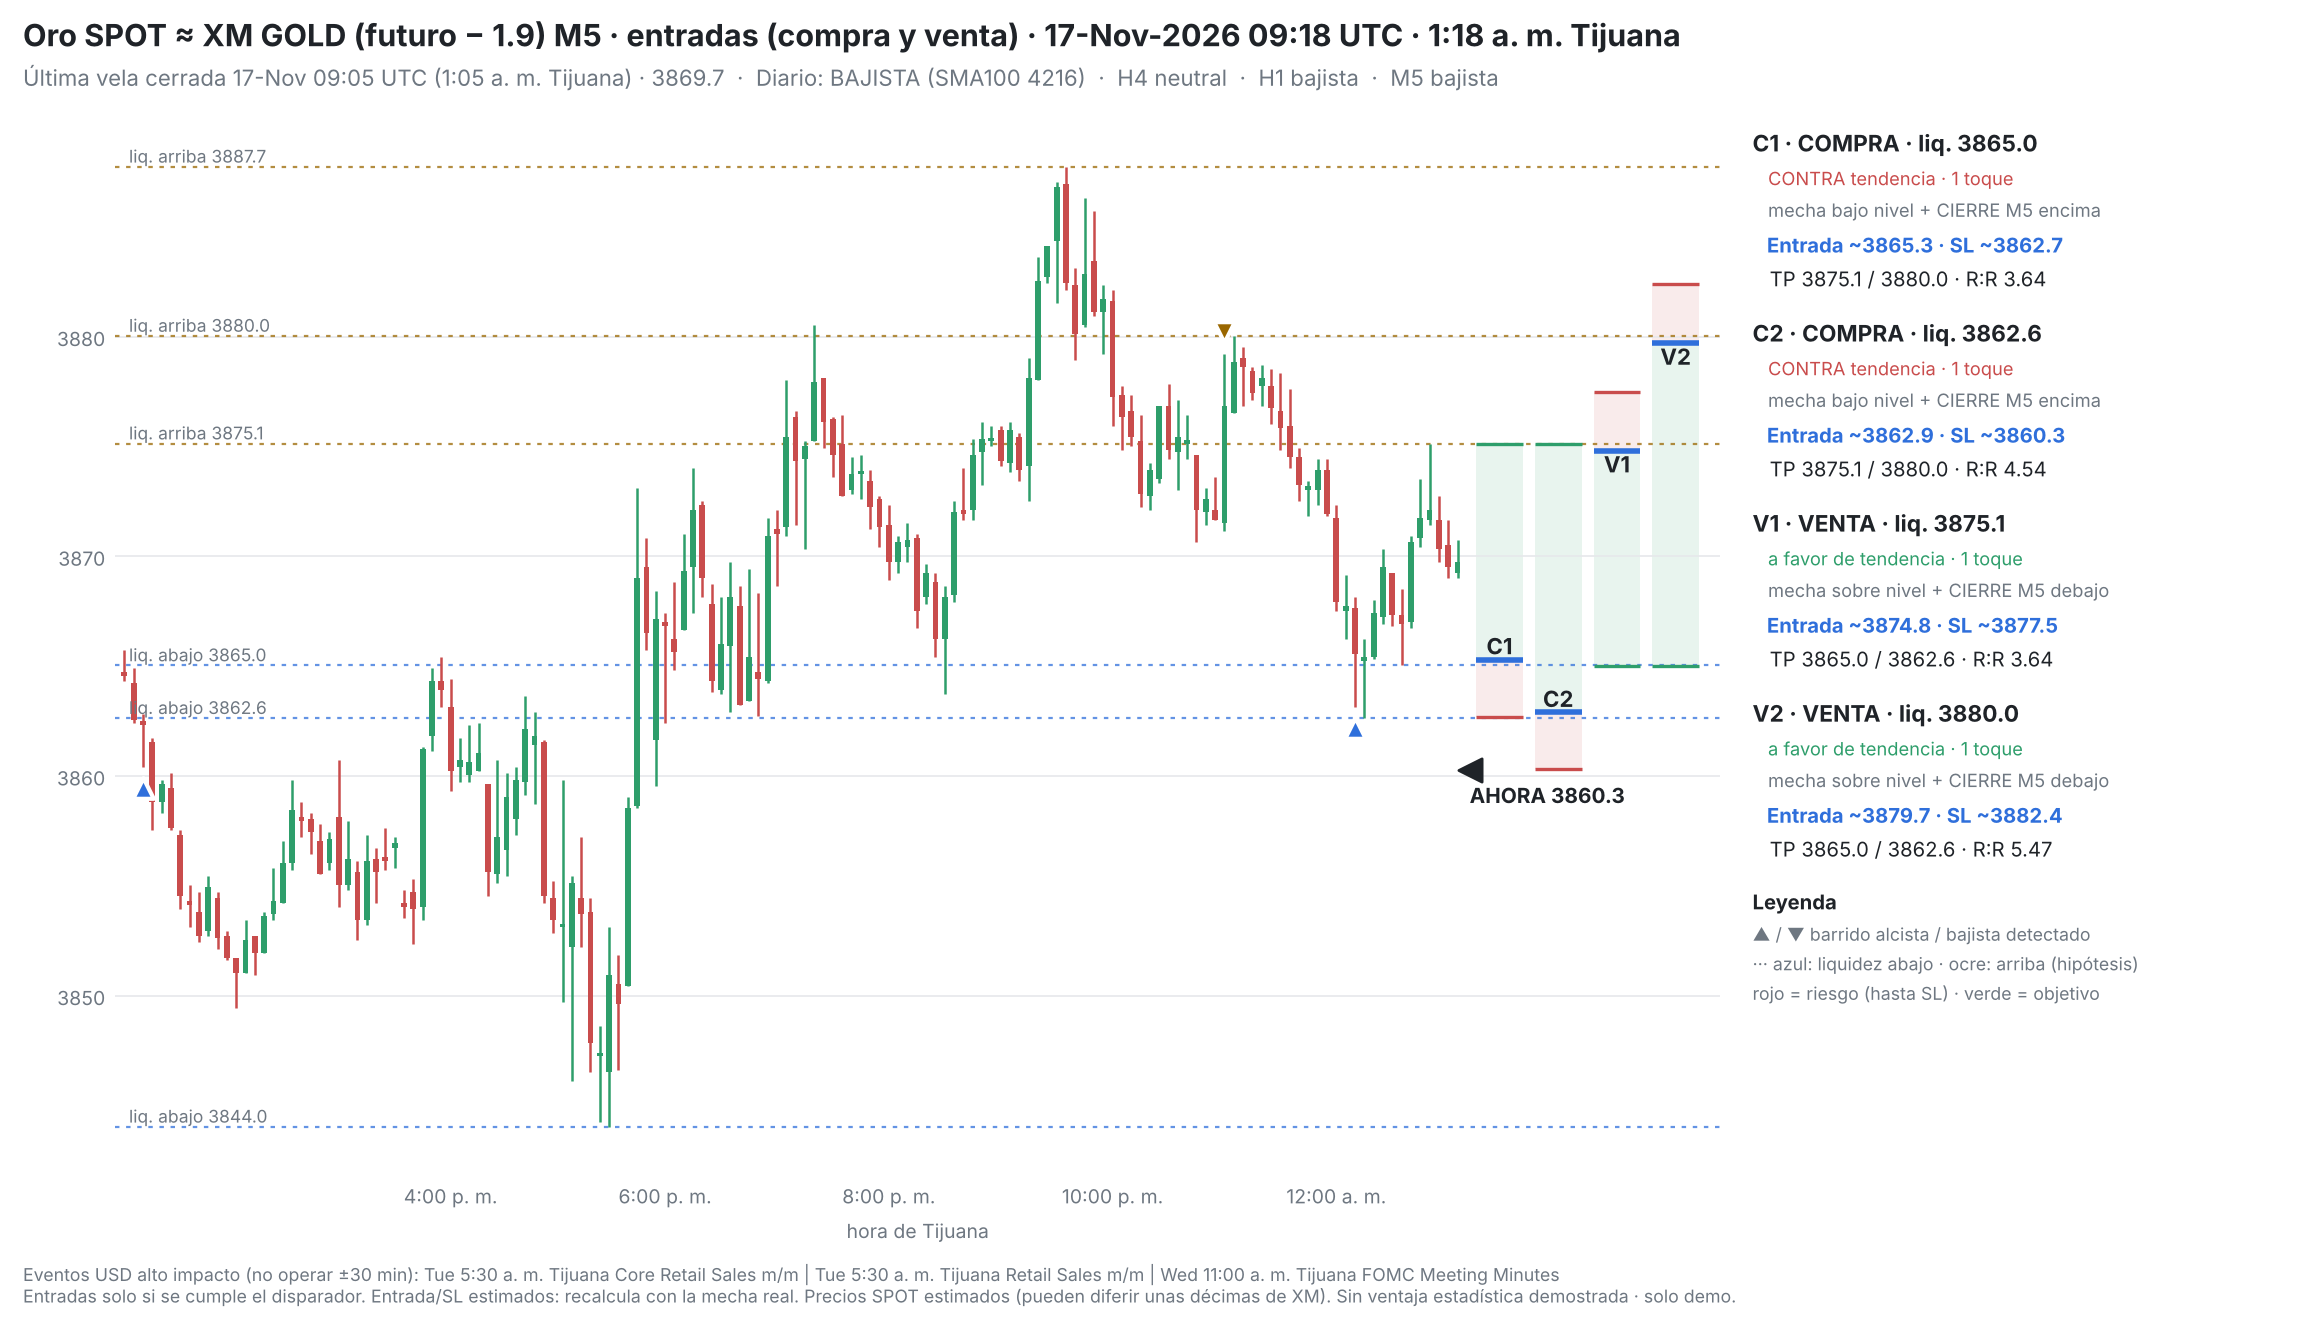 Oro SPOT ≈ XM GOLD (futuro − 1.9) M5 · entradas (compra y venta) · 17-Nov-2026 09:18 UTC · 1:18 a. m. Tijuana
Última vela cerrada 17-Nov 09:05 UTC (1:05 a. m. Tijuana) · 3869.7 · Diario: BAJISTA (SMA100 4216) · H4 neutral · H1 bajista · M5 bajista
liq. arriba 3887.7
liq. arriba 3880.0
3880
liq. arriba 3875.1
3870
liq. abajo 3865.0
liq. abajo 3862.6
3860
3850
liq. abajo 3844.0
C1
C2
V1
V2
AHORA 3860.3
4:00 p. m.
6:00 p. m.
8:00 p. m.
10:00 p. m.
12:00 a. m.
hora de Tijuana
C1 · COMPRA · liq. 3865.0
CONTRA tendencia · 1 toque
mecha bajo nivel + CIERRE M5 encima
Entrada ~3865.3 · SL ~3862.7
TP 3875.1 / 3880.0 · R:R 3.64
C2 · COMPRA · liq. 3862.6
CONTRA tendencia · 1 toque
mecha bajo nivel + CIERRE M5 encima
Entrada ~3862.9 · SL ~3860.3
TP 3875.1 / 3880.0 · R:R 4.54
V1 · VENTA · liq. 3875.1
a favor de tendencia · 1 toque
mecha sobre nivel + CIERRE M5 debajo
Entrada ~3874.8 · SL ~3877.5
TP 3865.0 / 3862.6 · R:R 3.64
V2 · VENTA · liq. 3880.0
a favor de tendencia · 1 toque
mecha sobre nivel + CIERRE M5 debajo
Entrada ~3879.7 · SL ~3882.4
TP 3865.0 / 3862.6 · R:R 5.47
Leyenda
▲ / ▼ barrido alcista / bajista detectado
··· azul: liquidez abajo · ocre: arriba (hipótesis)
rojo = riesgo (hasta SL) · verde = objetivo
Eventos USD alto impacto (no operar ±30 min): Tue 5:30 a. m. Tijuana Core Retail Sales m/m | Tue 5:30 a. m. Tijuana Retail Sales m/m | Wed 11:00 a. m. Tijuana FOMC Meeting Minutes
Entradas solo si se cumple el disparador. Entrada/SL estimados: recalcula con la mecha real. Precios SPOT estimados (pueden diferir unas décimas de XM). Sin ventaja estadística demostrada · solo demo.